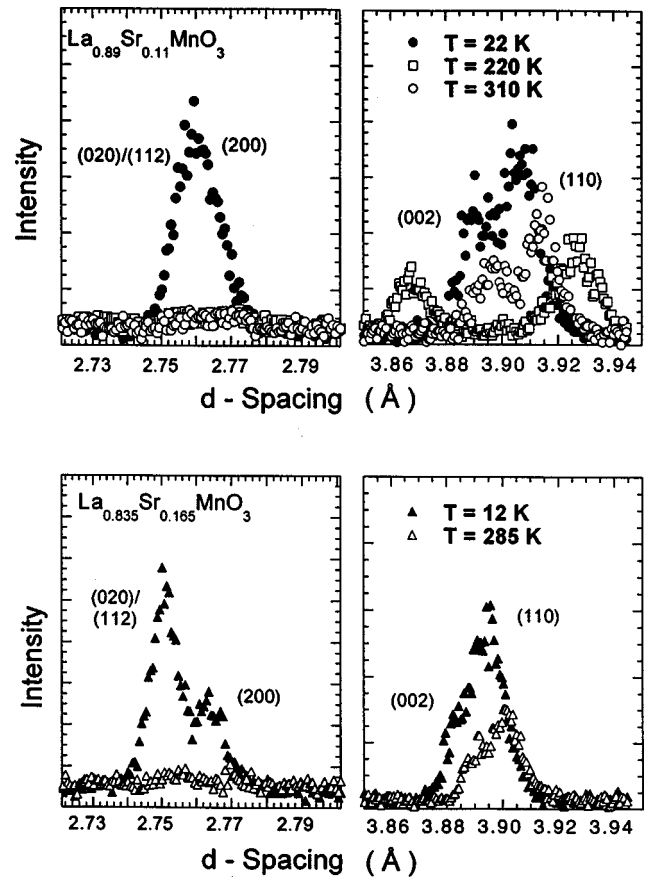 La0.89Sr0.11MnO3
(020)/(112)
(200)
Intensity
2.73 2.75 2.77 2.79
d - Spacing
T = 22 K
T = 220 K
T = 310 K
(002)
(110)
3.86 3.88 3.90 3.92 3.94
(Å)
La0.835Sr0.165MnO3
(020)/
(112)
(200)
Intensity
2.73 2.75 2.77 2.79
d - Spacing
T = 12 K
T = 285 K
(110)
(002)
3.86 3.88 3.90 3.92 3.94
(Å)